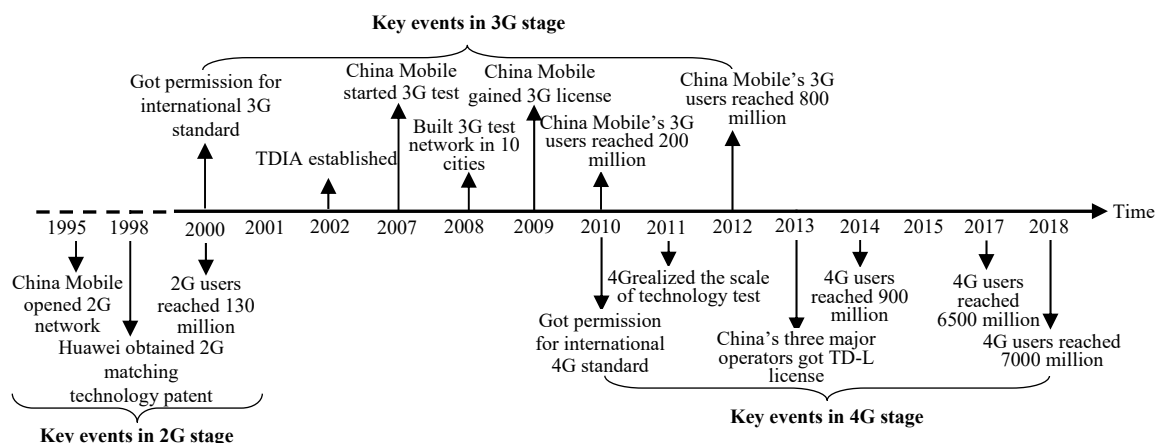 Key events in 3G stage
Got permission for
international 3G
standard
TDIA established
China Mobile
started 3G test
Built 3G test
network in 10
cities
China Mobile
gained 3G license
China Mobile's 3G
users reached 200
million
China Mobile's 3G
users reached 800
million
1995 1998 2000 2001 2002 2007 2008 2009 2010 2011 2012 2013 2014 2015 2017 2018 Time
China Mobile
opened 2G
network
Huawei obtained 2G
matching
technology patent
2G users
reached 130
million
Key events in 2G stage
Got permission
for international
4G standard
4Grealized the scale
of technology test
China's three major
operators got TD-L
license
4G users
reached 900
million
4G users
reached
6500 million
4G users reached
7000 million
Key events in 4G stage